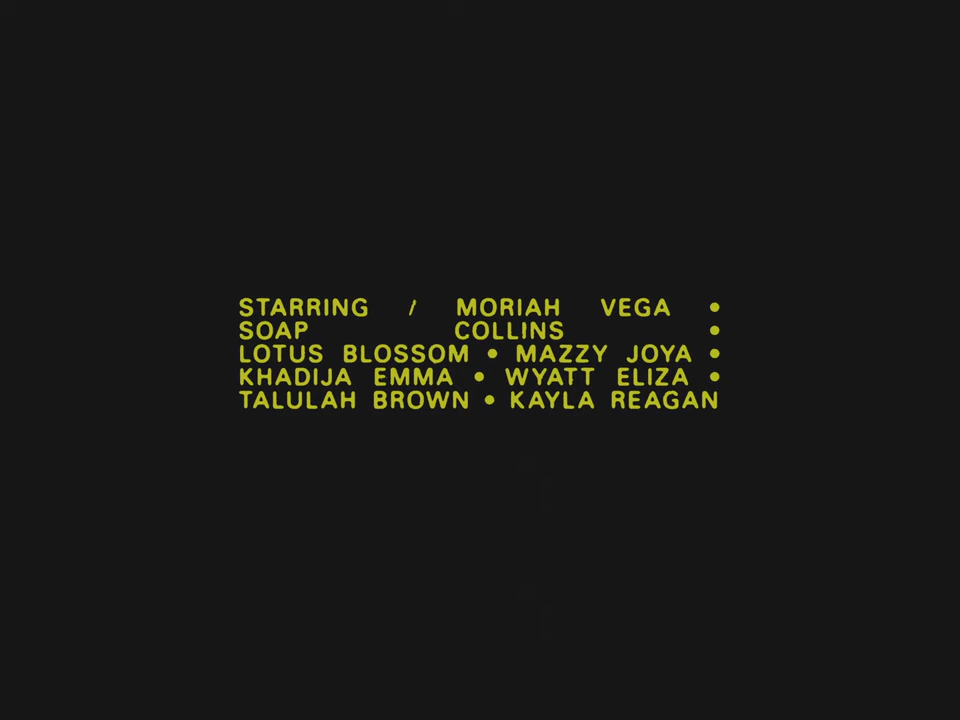 STARRING / MORIAH VEGA •
SOAP COLLINS •
LOTUS BLOSSOM • MAZZY JOYA •
KHADIJA EMMA • WYATT ELIZA •
TALULAH BROWN • KAYLA REAGAN